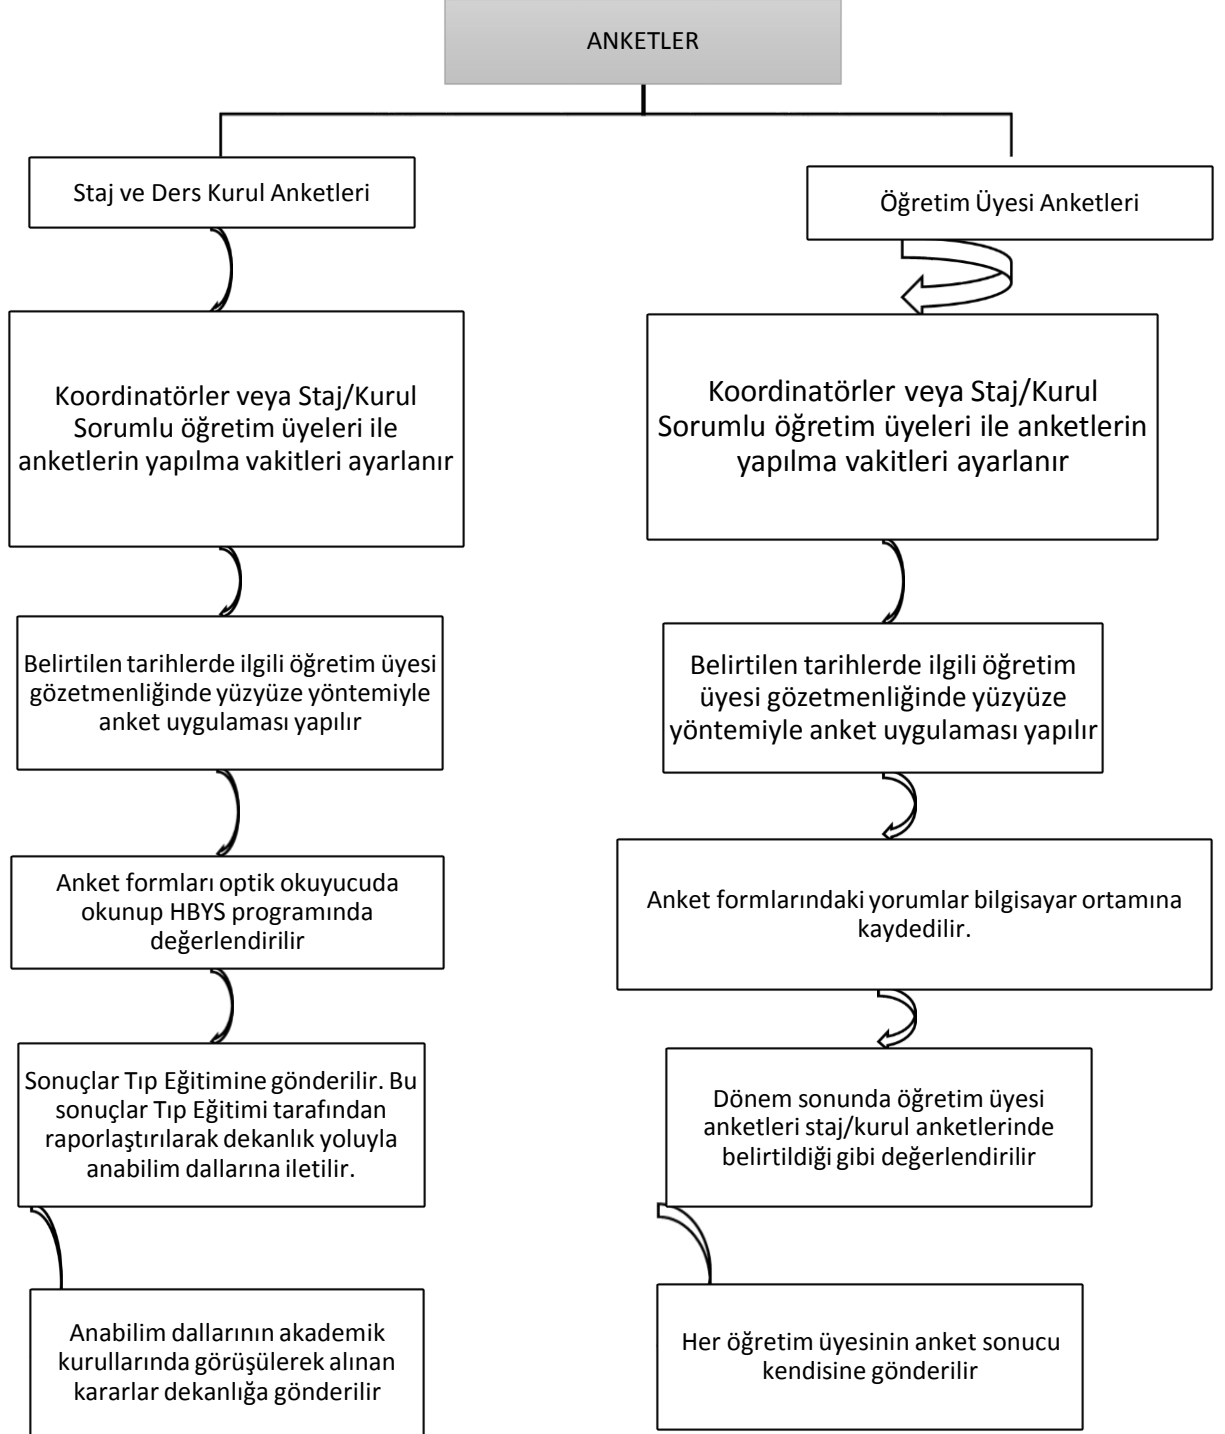 ANKETLER
Staj ve Ders Kurul Anketleri
Koordinatörler veya Staj/Kurul
Sorumlu öğretim üyeleri ile
anketlerin yapılma vakitleri ayarlanır
Belirtilen tarihlerde ilgili öğretim üyesi
gözetmenliğinde yüzyüze yöntemiyle
anket uygulaması yapılır
Anket formları optik okuyucuda
okunup HBYS programında
değerlendirilir
Sonuçlar Tıp Eğitimine gönderilir. Bu
sonuçlar Tıp Eğitimi tarafından
raporlaştırılarak dekanlık yoluyla
anabilim dallarına iletilir.
Anabilim dallarının akademik
kurullarında görüşülerek alınan
kararlar dekanlığa gönderilir
Öğretim Üyesi Anketleri
Koordinatörler veya Staj/Kurul
Sorumlu öğretim üyeleri ile anketlerin
yapılma vakitleri ayarlanır
Belirtilen tarihlerde ilgili öğretim
üyesi gözetmenliğinde yüzyüze
yöntemiyle anket uygulaması yapılır
Anket formlarındaki yorumlar bilgisayar ortamına
kaydedilir.
Dönem sonunda öğretim üyesi
anketleri staj/kurul anketlerinde
belirtildiği gibi değerlendirilir
Her öğretim üyesinin anket sonucu
kendisine gönderilir